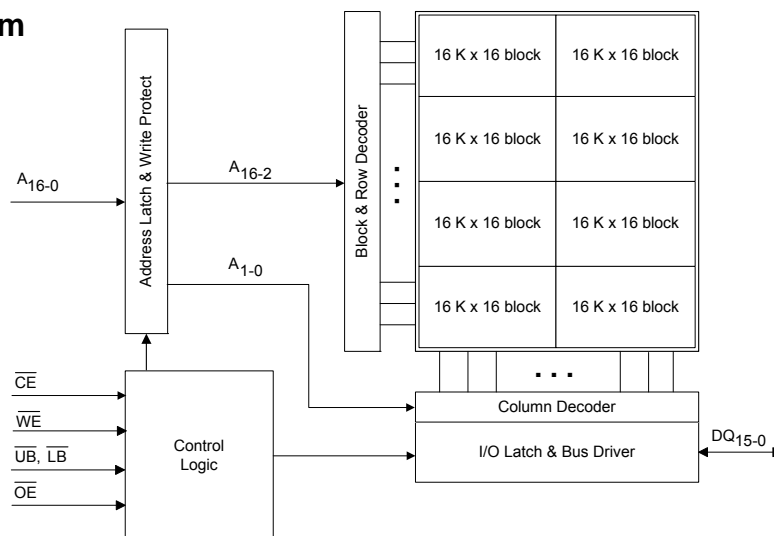 m
16 K x 16 block
16 K x 16 block
16 K x 16 block
16 K x 16 block
16 K x 16 block
16 K x 16 block
16 K x 16 block
16 K x 16 block
Address Latch & Write Protect
Block & Row Decoder
A16-0
A16-2
A1-0
...
...
CE
WE
UB, LB
OE
Control
Logic
Column Decoder
I/O Latch & Bus Driver
DQ15-0